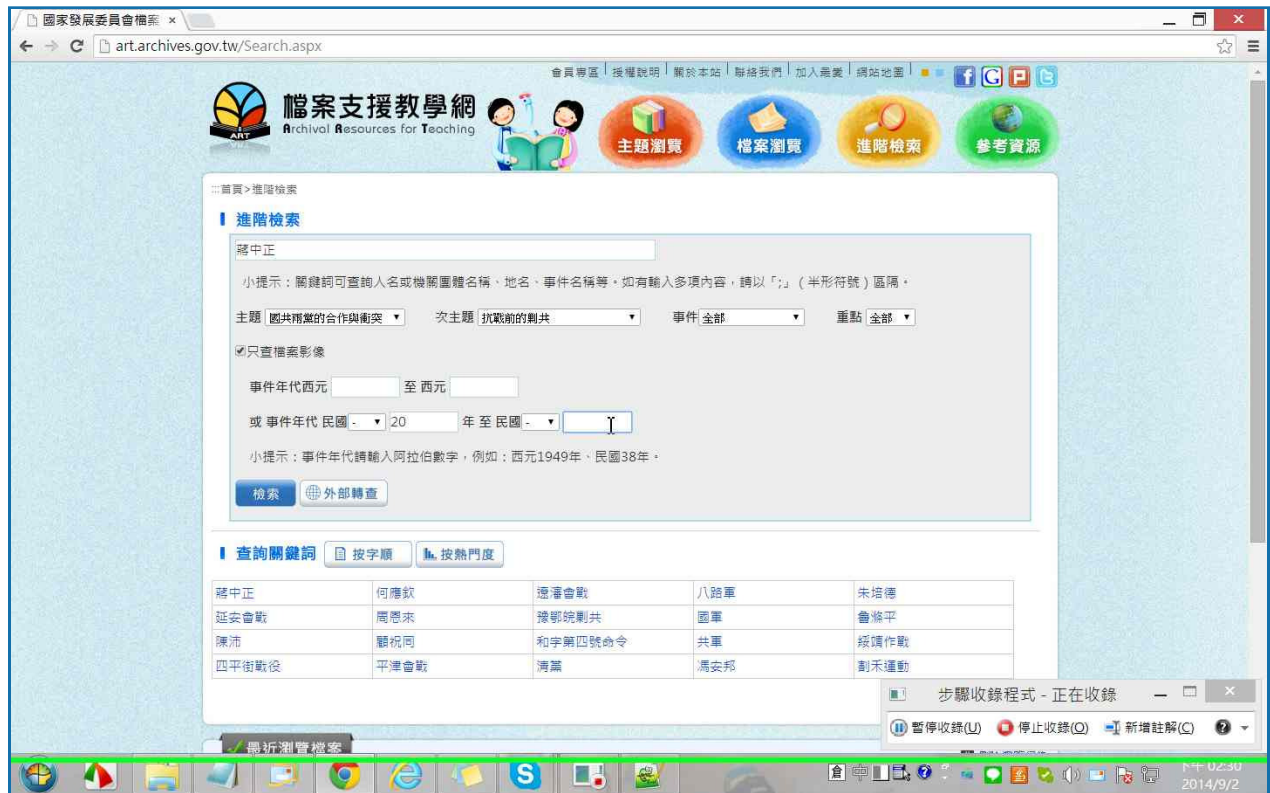 國家發展委員會檔案 ×
art.archives.gov.tw/Search.aspx
會員專區 授權說明 關於本站 聯絡我們 加入最愛 網站地圖
檔案支援教學網
Archival Resources for Teaching
ART
主題瀏覽 檔案瀏覽 進階檢索 參考資源
:::首頁>進階檢索
進階檢索
蔣中正
小提示：關鍵詞可查詢人名或機關團體名稱、地名、事件名稱等。如有輸入多項內容，請以「;」（半形符號）區隔。
主題 國共兩黨的合作與衝突 次主題 抗戰前的剿共 事件 全部 重點 全部
只查檔案影像
事件年代西元 至 西元
或 事件年代 民國 - 20 年 至 民國 -
小提示：事件年代請輸入阿拉伯數字，例如：西元1949年、民國38年。
檢索 外部轉查
查詢關鍵詞 按字順 按熱門度
蔣中正 何應欽 遼瀋會戰 八路軍 朱培德
延安會戰 周恩來 豫鄂皖剿共 國軍 魯滌平
陳沛 顧祝同 和字第四號命令 共軍 綏靖作戰
四平街戰役 平津會戰 清黨 馮安邦 割禾運動
步驟收錄程式 - 正在收錄
暫停收錄(U) 停止收錄(O) 新增註解(C)
最近瀏覽檔案
下午 02:30
2014/9/2